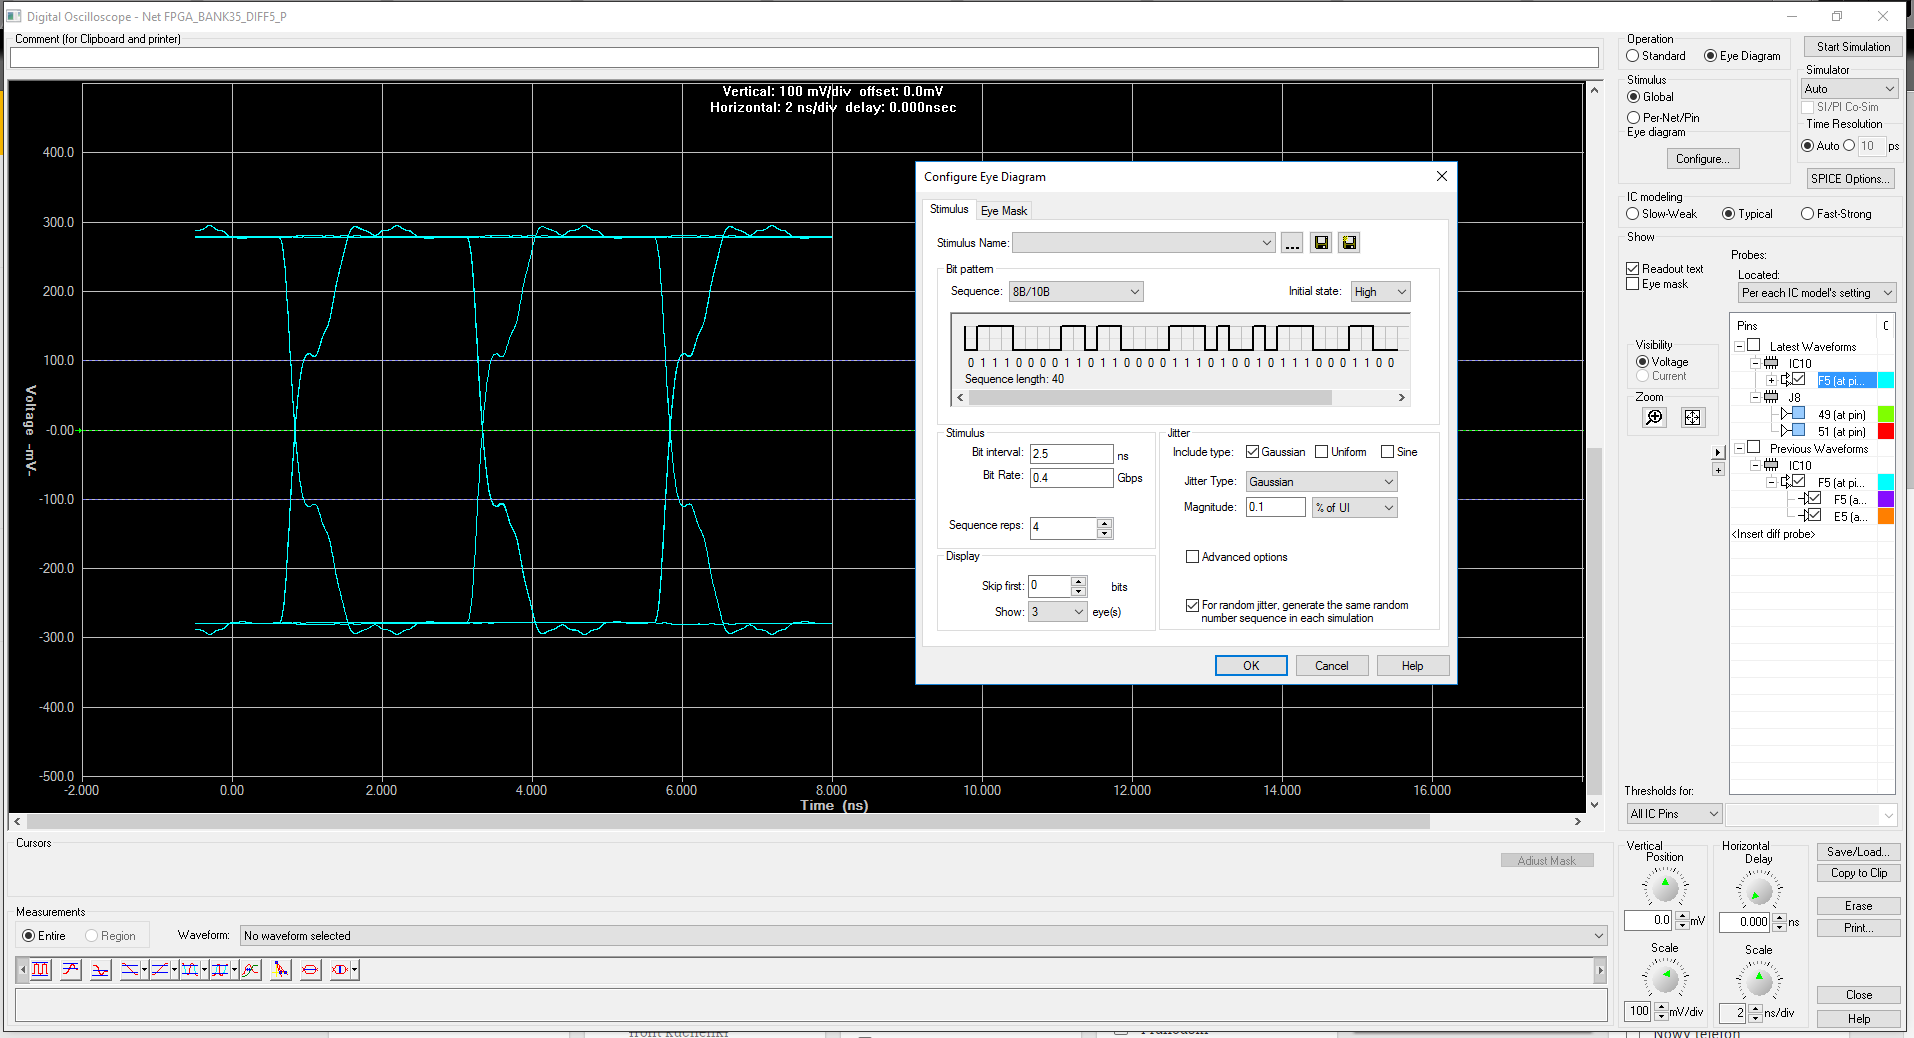 Digital Oscilloscope - Net FPGA_BANK35_DIFF5_P
Comment (for Clipboard and printer)
Vertical: 100 mV/div offset: 0.0mV
Horizontal: 2 ns/div delay: 0.000nsec
400.0
300.0
200.0
100.0
-0.00
-100.0
-200.0
-300.0
-400.0
-500.0
Voltage -mV-
-2.000 0.00 2.000 4.000 6.000 8.000 10.000 12.000 14.000 16.000
Time (ns)
Configure Eye Diagram
Stimulus Eye Mask
Stimulus Name: ...
Bit pattern
Sequence: 8B/10B Initial state: High
0 1 1 1 0 0 0 0 1 1 0 1 1 0 0 0 0 1 1 1 0 1 0 0 1 0 1 1 1 0 0 0 1 1 0 0
Sequence length: 40
Stimulus
Bit interval: 2.5 ns
Bit Rate: 0.4 Gbps
Sequence reps: 4
Display
Skip first: 0 bits
Show: 3 eye(s)
Jitter
Include type: Gaussian Uniform Sine
Jitter Type: Gaussian
Magnitude: 0.1 % of UI
Advanced options
For random jitter, generate the same random
number sequence in each simulation
OK Cancel Help
Operation
Standard Eye Diagram
Start Simulation
Stimulus
Global
Per-Net/Pin
Eye diagram
Configure...
Simulator
Auto
SI/PI Co-Sim
Time Resolution
Auto 10 ps
SPICE Options...
IC modeling
Slow-Weak Typical Fast-Strong
Show
Readout text
Eye mask
Probes:
Located:
Per each IC model's setting
Visibility
Voltage
Current
Zoom
Pins C
Latest Waveforms
IC10
F5 (at pi...
J8
49 (at pin)
51 (at pin)
Previous Waveforms
IC10
F5 (at pi...
F5 (a...
E5 (a...
<Insert diff probe>
Thresholds for:
All IC Pins
Cursors
Adjust Mask
Measurements
Entire Region Waveform: No waveform selected
Vertical
Position
0.0 mV
Scale
100 mV/div
Horizontal
Delay
0.000 ns
Scale
2 ns/div
Save/Load...
Copy to Clip
Erase
Print...
Close
Help